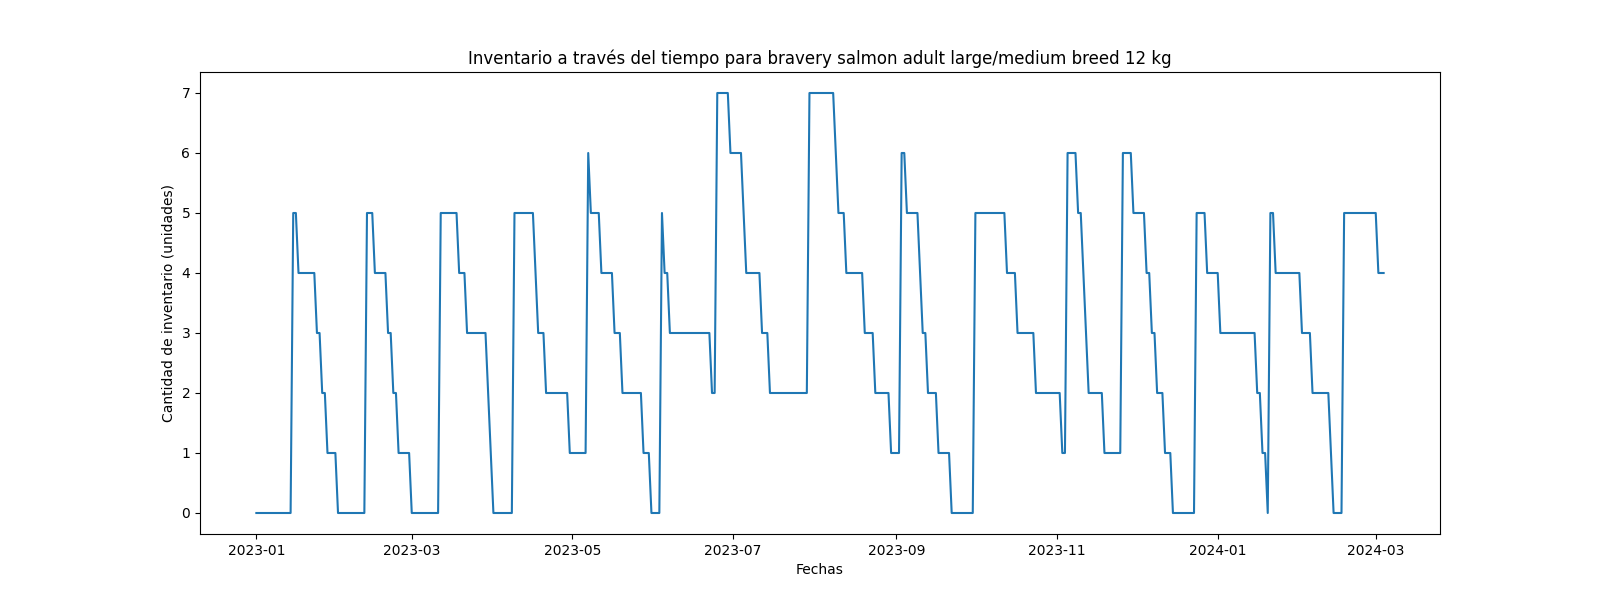 Inventario a través del tiempo para bravery salmon adult large/medium breed 12 kg
7
6
5
4
3
2
1
0
Cantidad de inventario (unidades)
2023-01 2023-03 2023-05 2023-07 2023-09 2023-11 2024-01 2024-03
Fechas